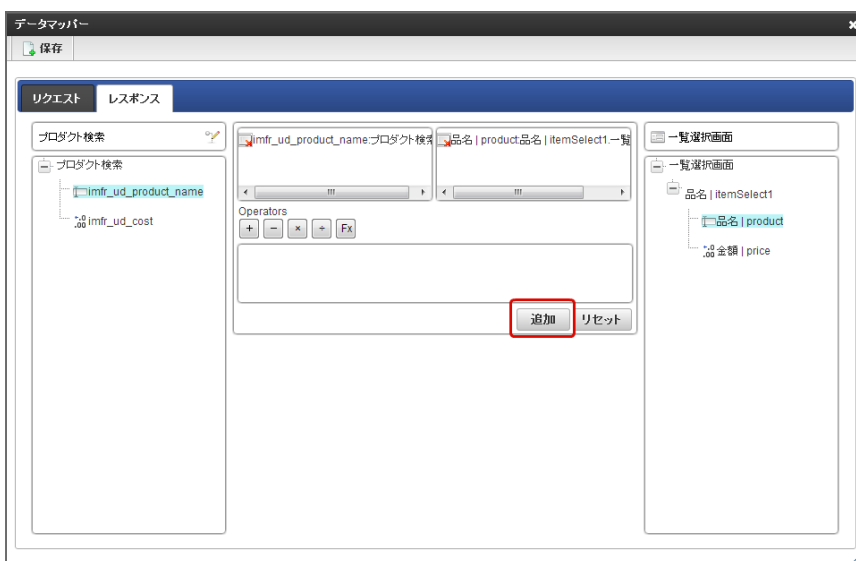 データマッパー
保存
リクエスト レスポンス
プロダクト検索
プロダクト検索
imfr_ud_product_name
imfr_ud_cost
imfr_ud_product_name:プロダクト検索
品名 | product:品名 | itemSelect1.一覧
Operators
+ − × ÷ Fx
追加 リセット
一覧選択画面
一覧選択画面
品名 | itemSelect1
品名 | product
金額 | price